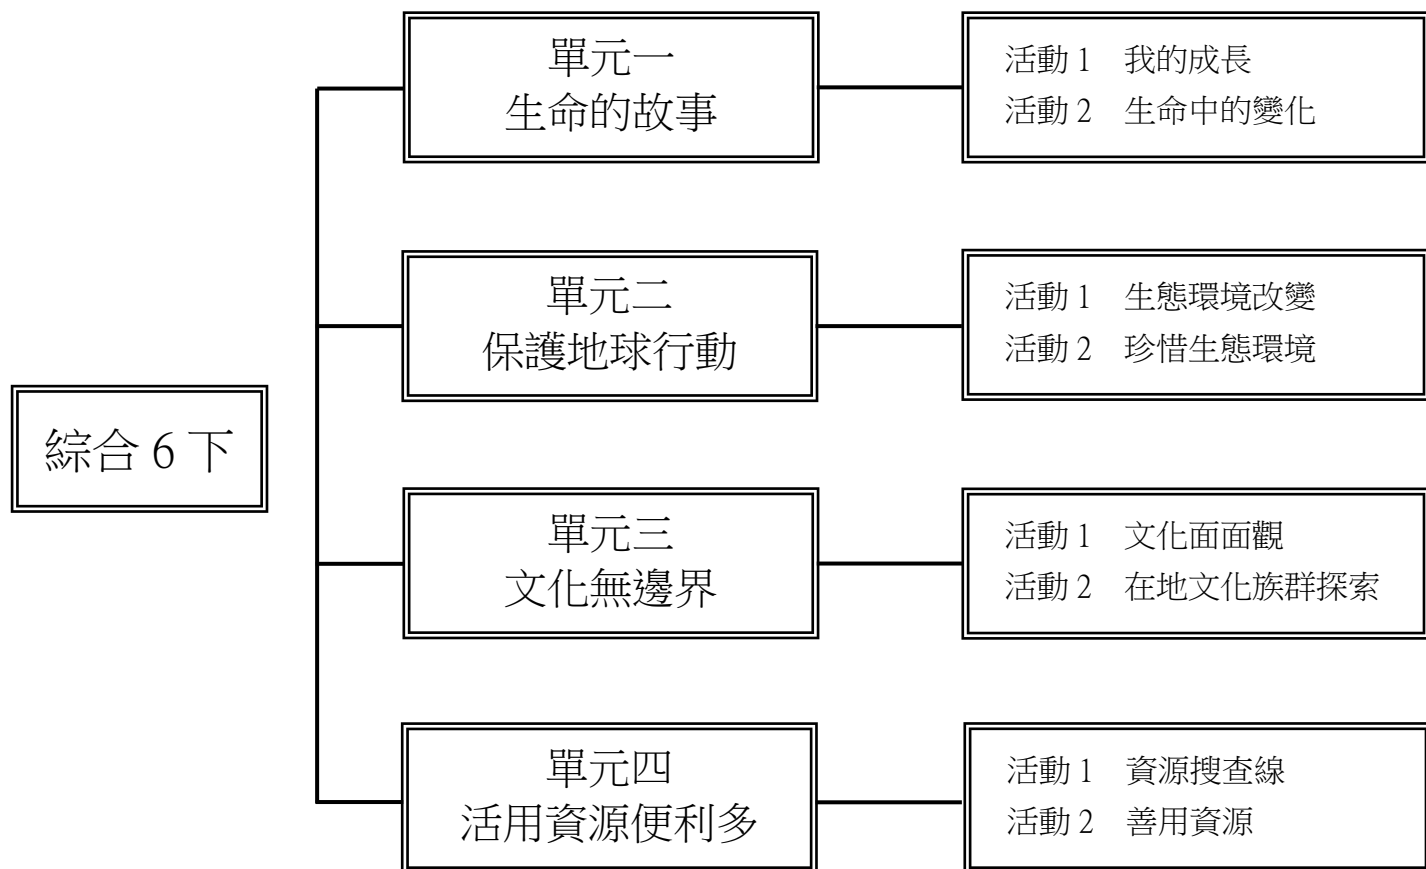 綜合 6 下
單元一
生命的故事
活動 1 我的成長
活動 2 生命中的變化
單元二
保護地球行動
活動 1 生態環境改變
活動 2 珍惜生態環境
單元三
文化無邊界
活動 1 文化面面觀
活動 2 在地文化族群探索
單元四
活用資源便利多
活動 1 資源搜查線
活動 2 善用資源